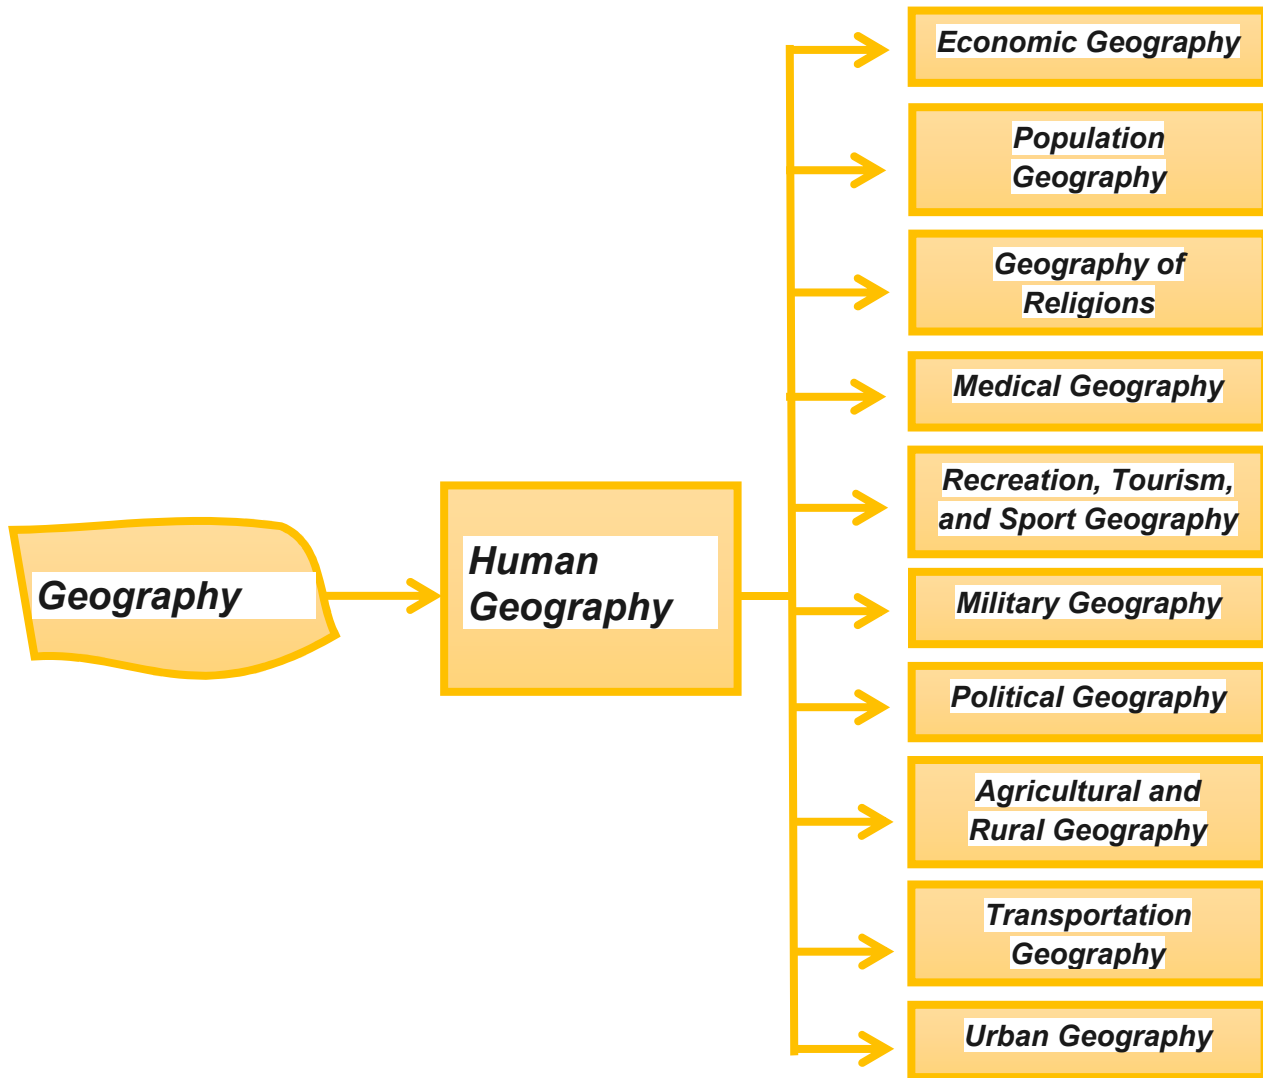 Economic Geography
Population
Geography
Geography of
Religions
Medical Geography
Recreation, Tourism,
and Sport Geography
Geography
Human
Geography
Military Geography
Political Geography
Agricultural and
Rural Geography
Transportation
Geography
Urban Geography